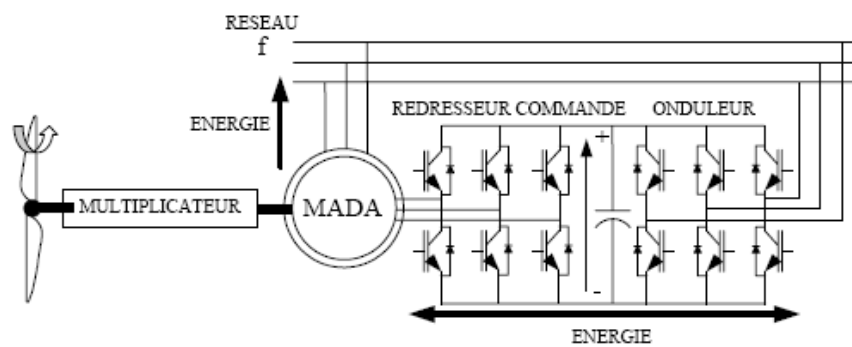 RESEAU
f
REDRESSEUR COMMANDE
ONDULEUR
ENERGIE
+
MULTIPLICATEUR
MADA
-
ENERGIE